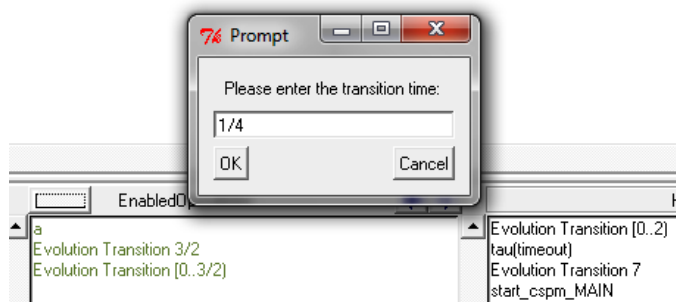 Prompt
Please enter the transition time:
1/4
OK Cancel
EnabledOp
a
Evolution Transition 3/2
Evolution Transition [0..3/2)
H
Evolution Transition [0..2)
tau(timeout)
Evolution Transition 7
start_cspm_MAIN